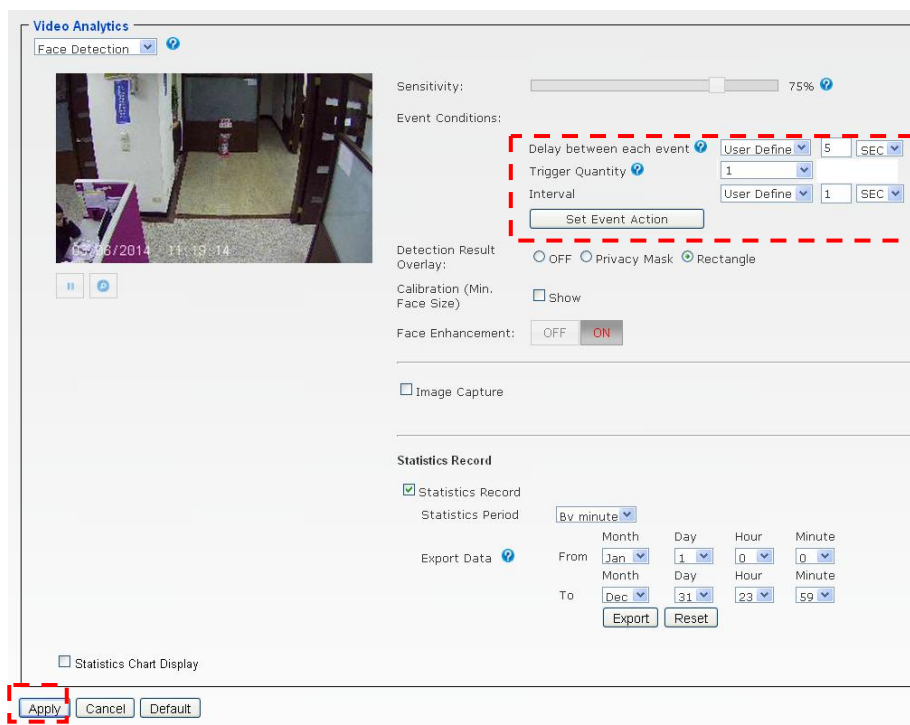 Video Analytics
Face Detection
Sensitivity: 75%
Event Conditions:
Delay between each event User Define 5 SEC
Trigger Quantity 1
Interval User Define 1 SEC
Set Event Action
Detection Result Overlay: OFF Privacy Mask Rectangle
Calibration (Min. Face Size) Show
Face Enhancement: OFF ON
Image Capture
Statistics Record
Statistics Record
Statistics Period By minute
Month Day Hour Minute
Export Data From Jan 1 0 0
Month Day Hour Minute
To Dec 31 23 59
Export Reset
Statistics Chart Display
Apply Cancel Default